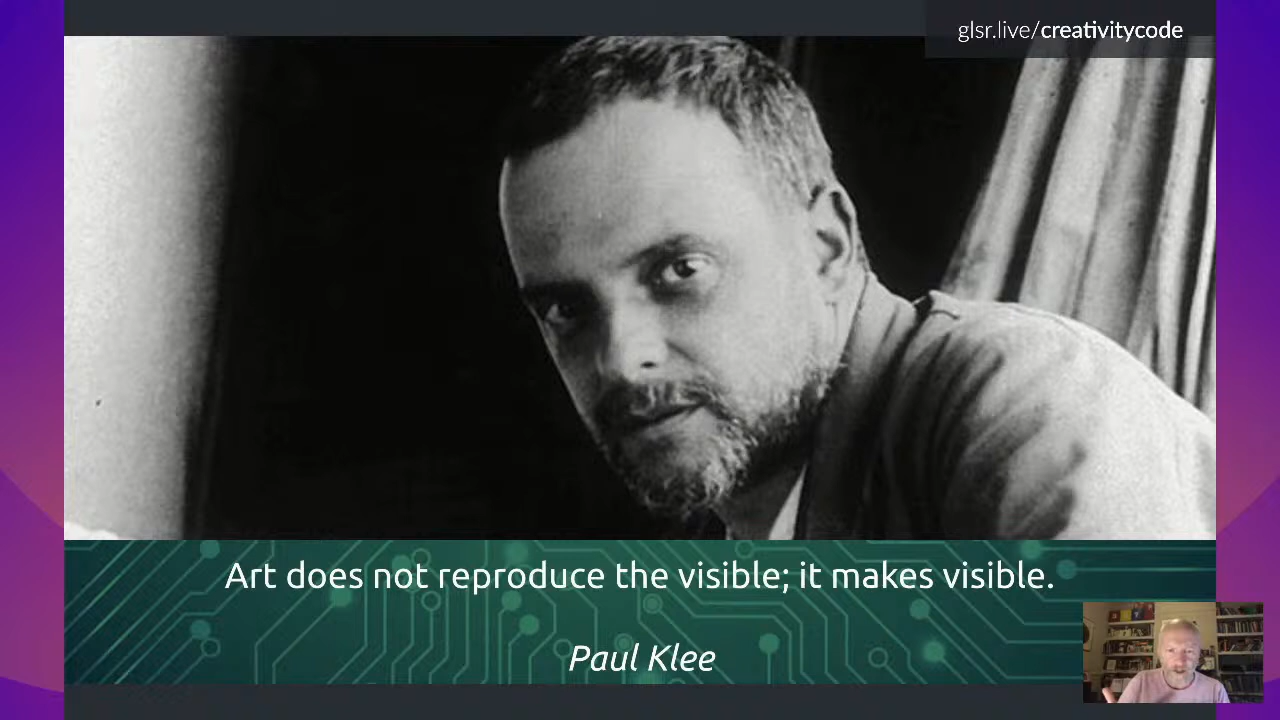 glsr.live/creativitycode
Art does not reproduce the visible; it makes visible.
Paul Klee